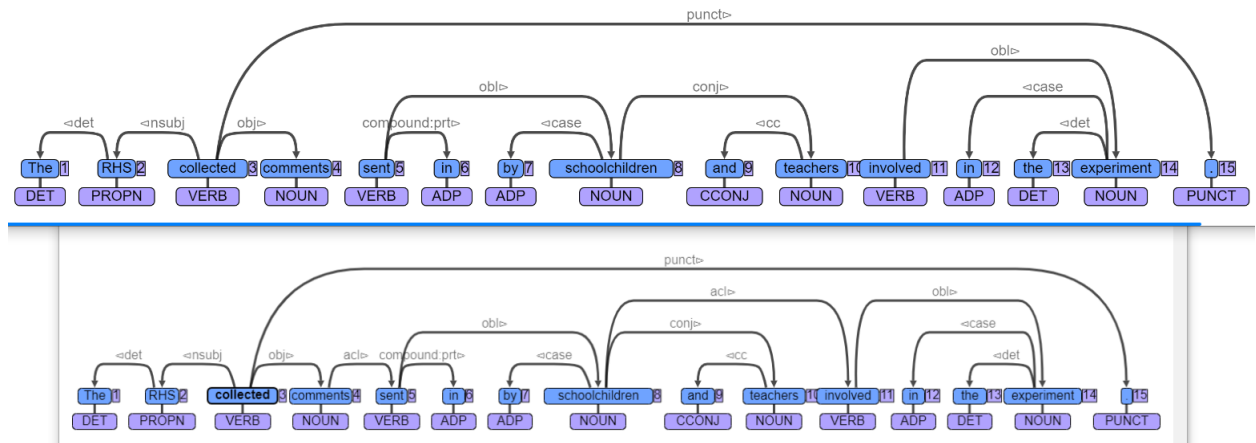 punct▹
obl▹
obl▹ conj▹ ◃case
◃det ◃nsubj obj▹ compound:prt▹ ◃case ◃cc ◃det
The 1 RHS 2 collected 3 comments 4 sent 5 in 6 by 7 schoolchildren 8 and 9 teachers 10 involved 11 in 12 the 13 experiment 14 . 15
DET PROPN VERB NOUN VERB ADP ADP NOUN CCONJ NOUN VERB ADP DET NOUN PUNCT
punct▹
acl▹ obl▹
obl▹ conj▹ ◃case
◃det ◃nsubj obj▹ acl▹ compound:prt▹ ◃case ◃cc ◃det
The 1 RHS 2 collected 3 comments 4 sent 5 in 6 by 7 schoolchildren 8 and 9 teachers 10 involved 11 in 12 the 13 experiment 14 . 15
DET PROPN VERB NOUN VERB ADP ADP NOUN CCONJ NOUN VERB ADP DET NOUN PUNCT